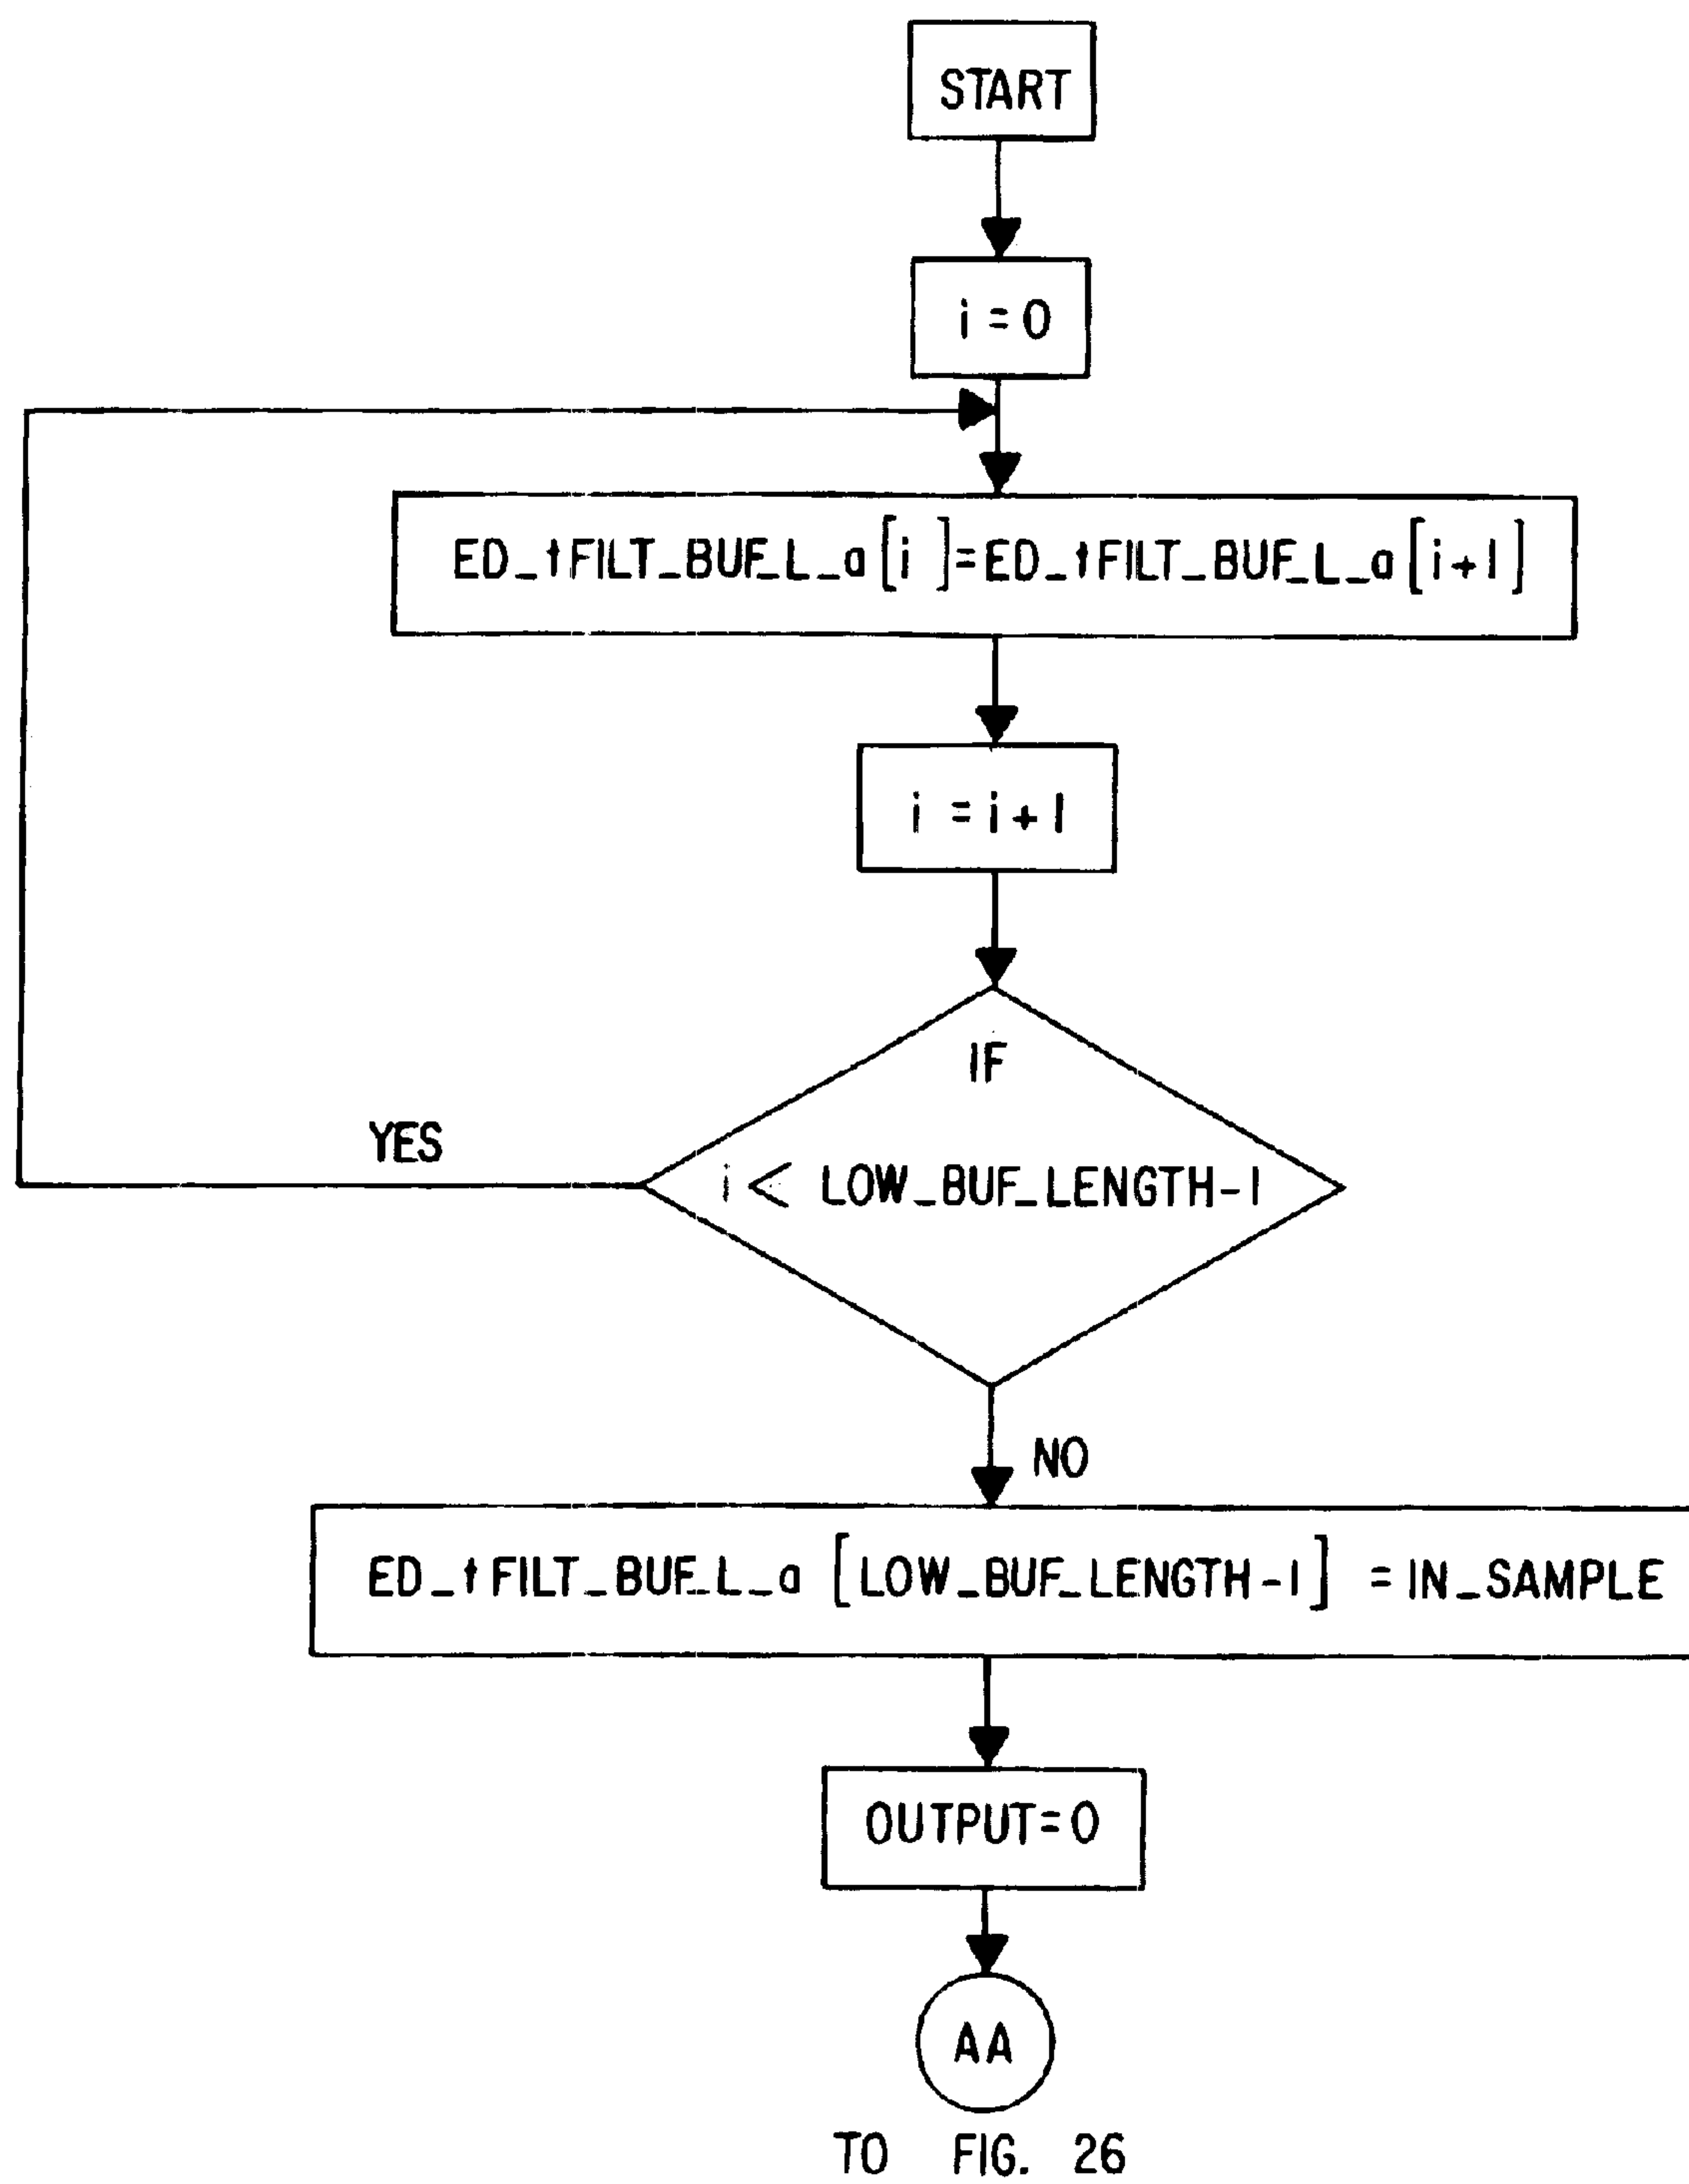 START
i = 0
ED_tFILT_BUF_L_a[i ]=ED_tFILT_BUF_L_a[i+1]
i = i+1
IF
YES
i < LOW_BUF_LENGTH-1
NO
ED_tFILT_BUF_L_a [LOW_BUF_LENGTH-1] = IN_SAMPLE
OUTPUT=0
AA
TO FIG. 26